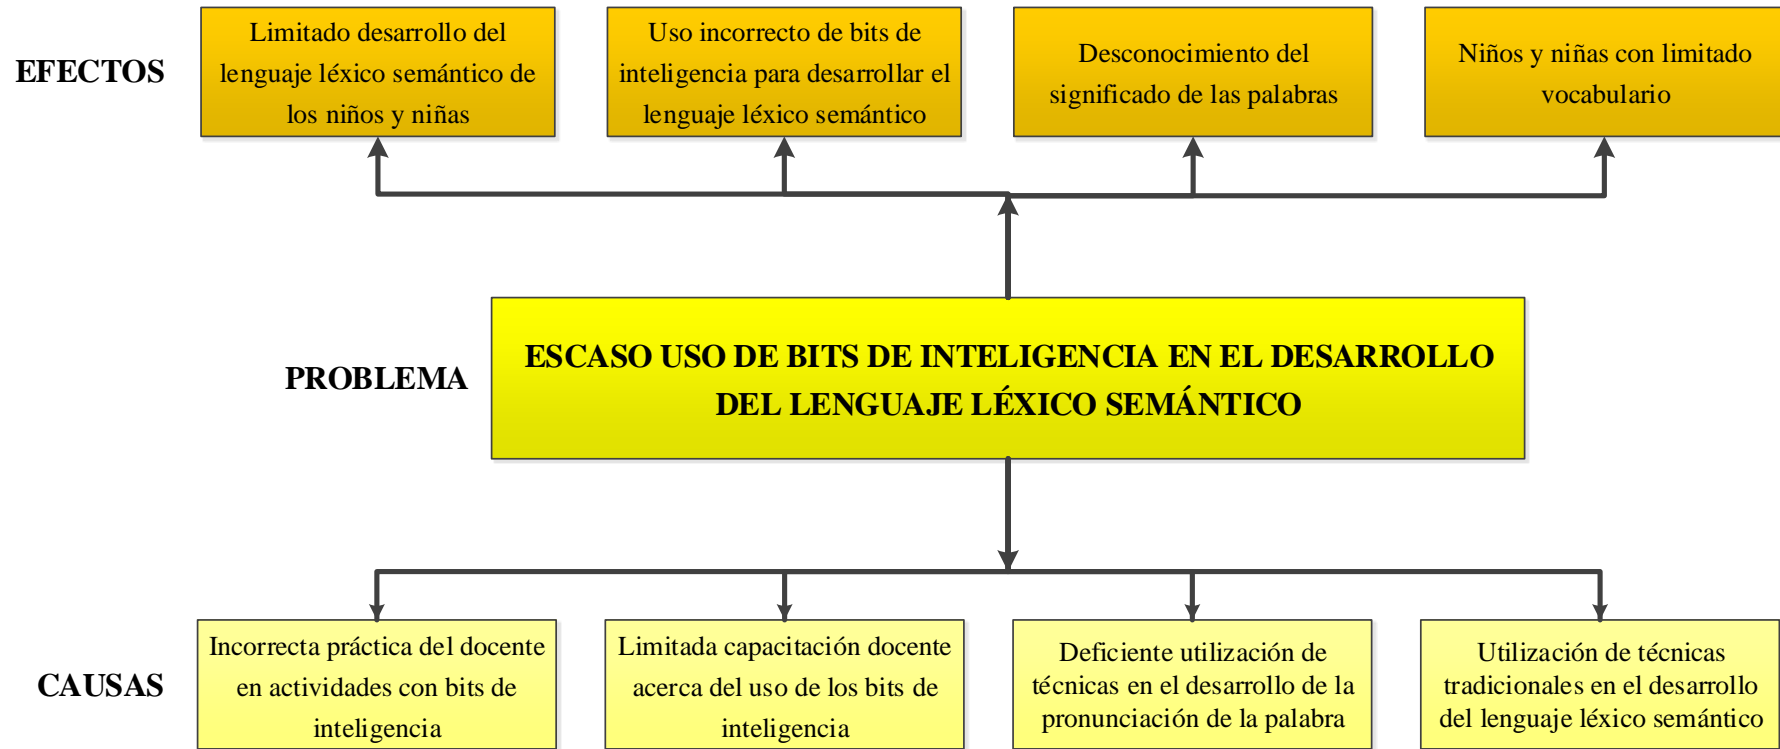 EFECTOS
Limitado desarrollo del
lenguaje léxico semántico de
los niños y niñas
Uso incorrecto de bits de
inteligencia para desarrollar el
lenguaje léxico semántico
Desconocimiento del
significado de las palabras
Niños y niñas con limitado
vocabulario
PROBLEMA
ESCASO USO DE BITS DE INTELIGENCIA EN EL DESARROLLO
DEL LENGUAJE LÉXICO SEMÁNTICO
CAUSAS
Incorrecta práctica del docente
en actividades con bits de
inteligencia
Limitada capacitación docente
acerca del uso de los bits de
inteligencia
Deficiente utilización de
técnicas en el desarrollo de la
pronunciación de la palabra
Utilización de técnicas
tradicionales en el desarrollo
del lenguaje léxico semántico